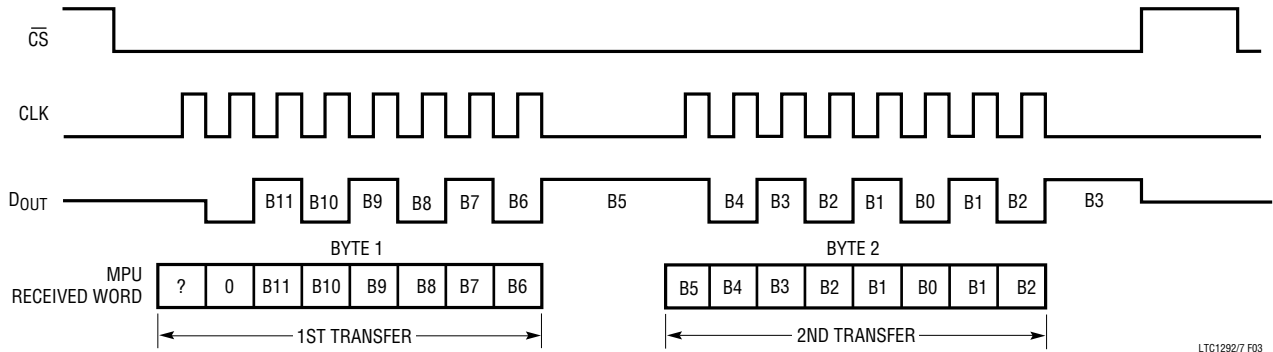 CS
CLK
DOUT B11 B10 B9 B8 B7 B6 B5 B4 B3 B2 B1 B0 B1 B2 B3
BYTE 1 BYTE 2
MPU
RECEIVED WORD
? 0 B11 B10 B9 B8 B7 B6 B5 B4 B3 B2 B1 B0 B1 B2
1ST TRANSFER 2ND TRANSFER
LTC1292/7 F03